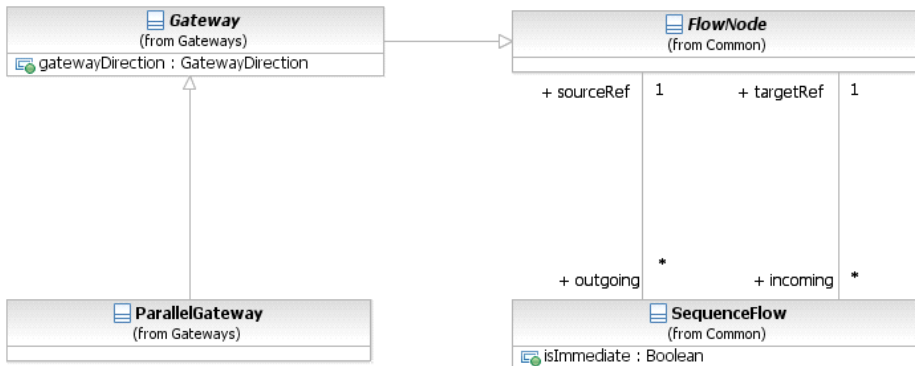 Gateway
(from Gateways)
gatewayDirection : GatewayDirection
FlowNode
(from Common)
+ sourceRef
1
+ targetRef
1
+ outgoing
*
+ incoming
*
ParallelGateway
(from Gateways)
SequenceFlow
(from Common)
isImmediate : Boolean